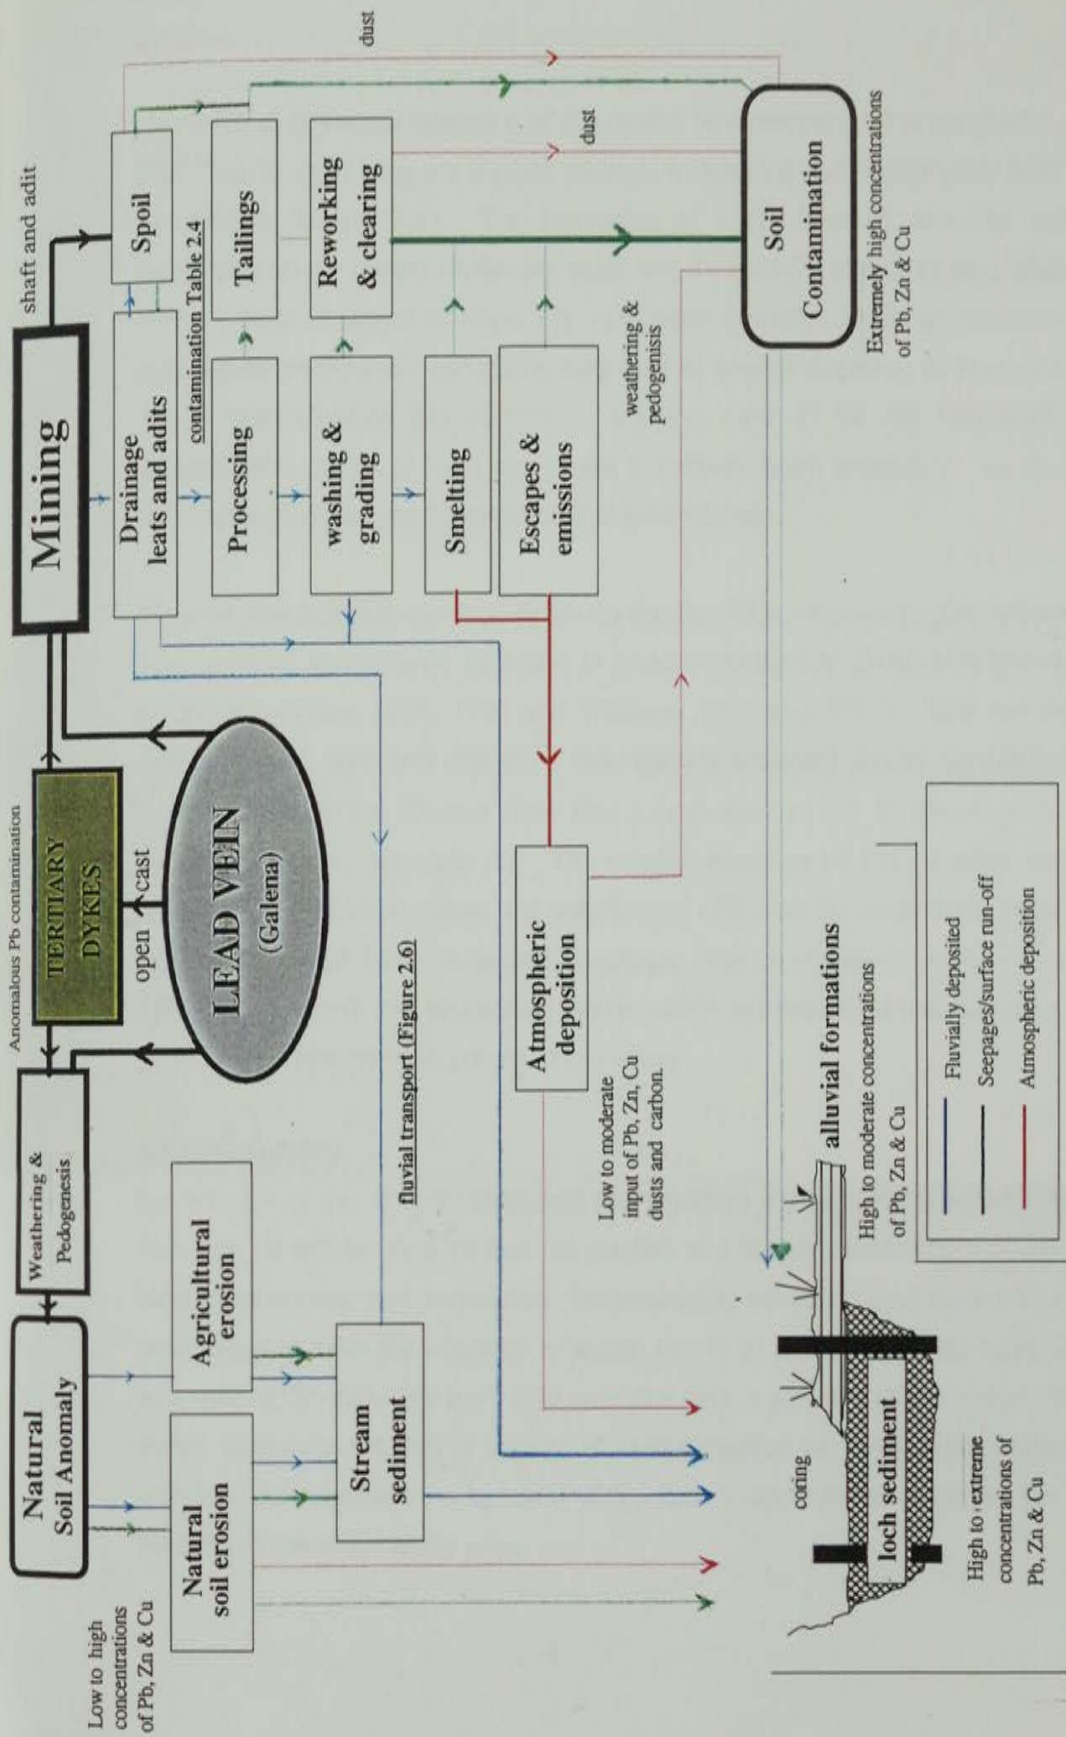 Anomalous Pb contamination
Low to high
concentrations
of Pb, Zn & Cu
Natural
Soil Anomaly
Weathering &
Pedogenesis
TERTIARY
DYKES
open cast
LEAD VEIN
(Galena)
Mining
shaft and adit
Natural
soil erosion
Agricultural
erosion
Stream
sediment
fluvial transport (Figure 2.6)
Drainage
leats and adits
Spoil
dust
contamination Table 2.4
Processing
Tailings
washing &
grading
Reworking
& clearing
Smelting
Escapes &
emissions
dust
weathering &
pedogenisis
Atmospheric
deposition
Low to moderate
input of Pb, Zn, Cu
dusts and carbon.
Soil
Contamination
Extremely high concentrations
of Pb, Zn & Cu
coring
loch sediment
High to extreme
concentrations of
Pb, Zn & Cu
alluvial formations
High to moderate concentrations
of Pb, Zn & Cu
Fluvially deposited
Seepages/surface run-off
Atmospheric deposition